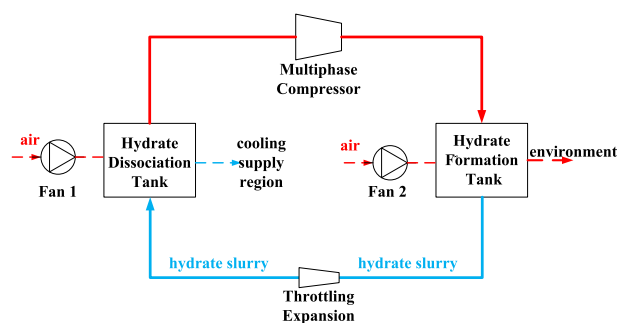 Multiphase
Compressor
air
Fan 1
Hydrate
Dissociation
Tank
cooling
supply
region
air
Fan 2
Hydrate
Formation
Tank
environment
hydrate slurry
hydrate slurry
Throttling
Expansion